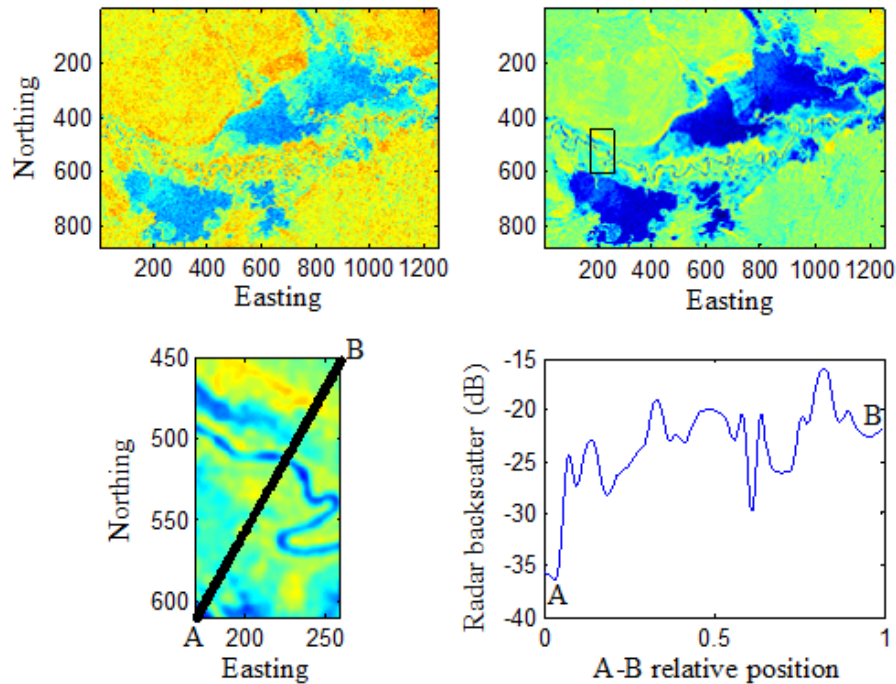 200
400
600
800
Northing
200 400 600 800 1000 1200
Easting
200
400
600
800
200 400 600 800 1000 1200
Easting
450
500
550
600
Northing
B
A
200 250
Easting
-15
-20
-25
-30
-35
-40
Radar backscatter (dB)
B
A
0 0.5 1
A-B relative position